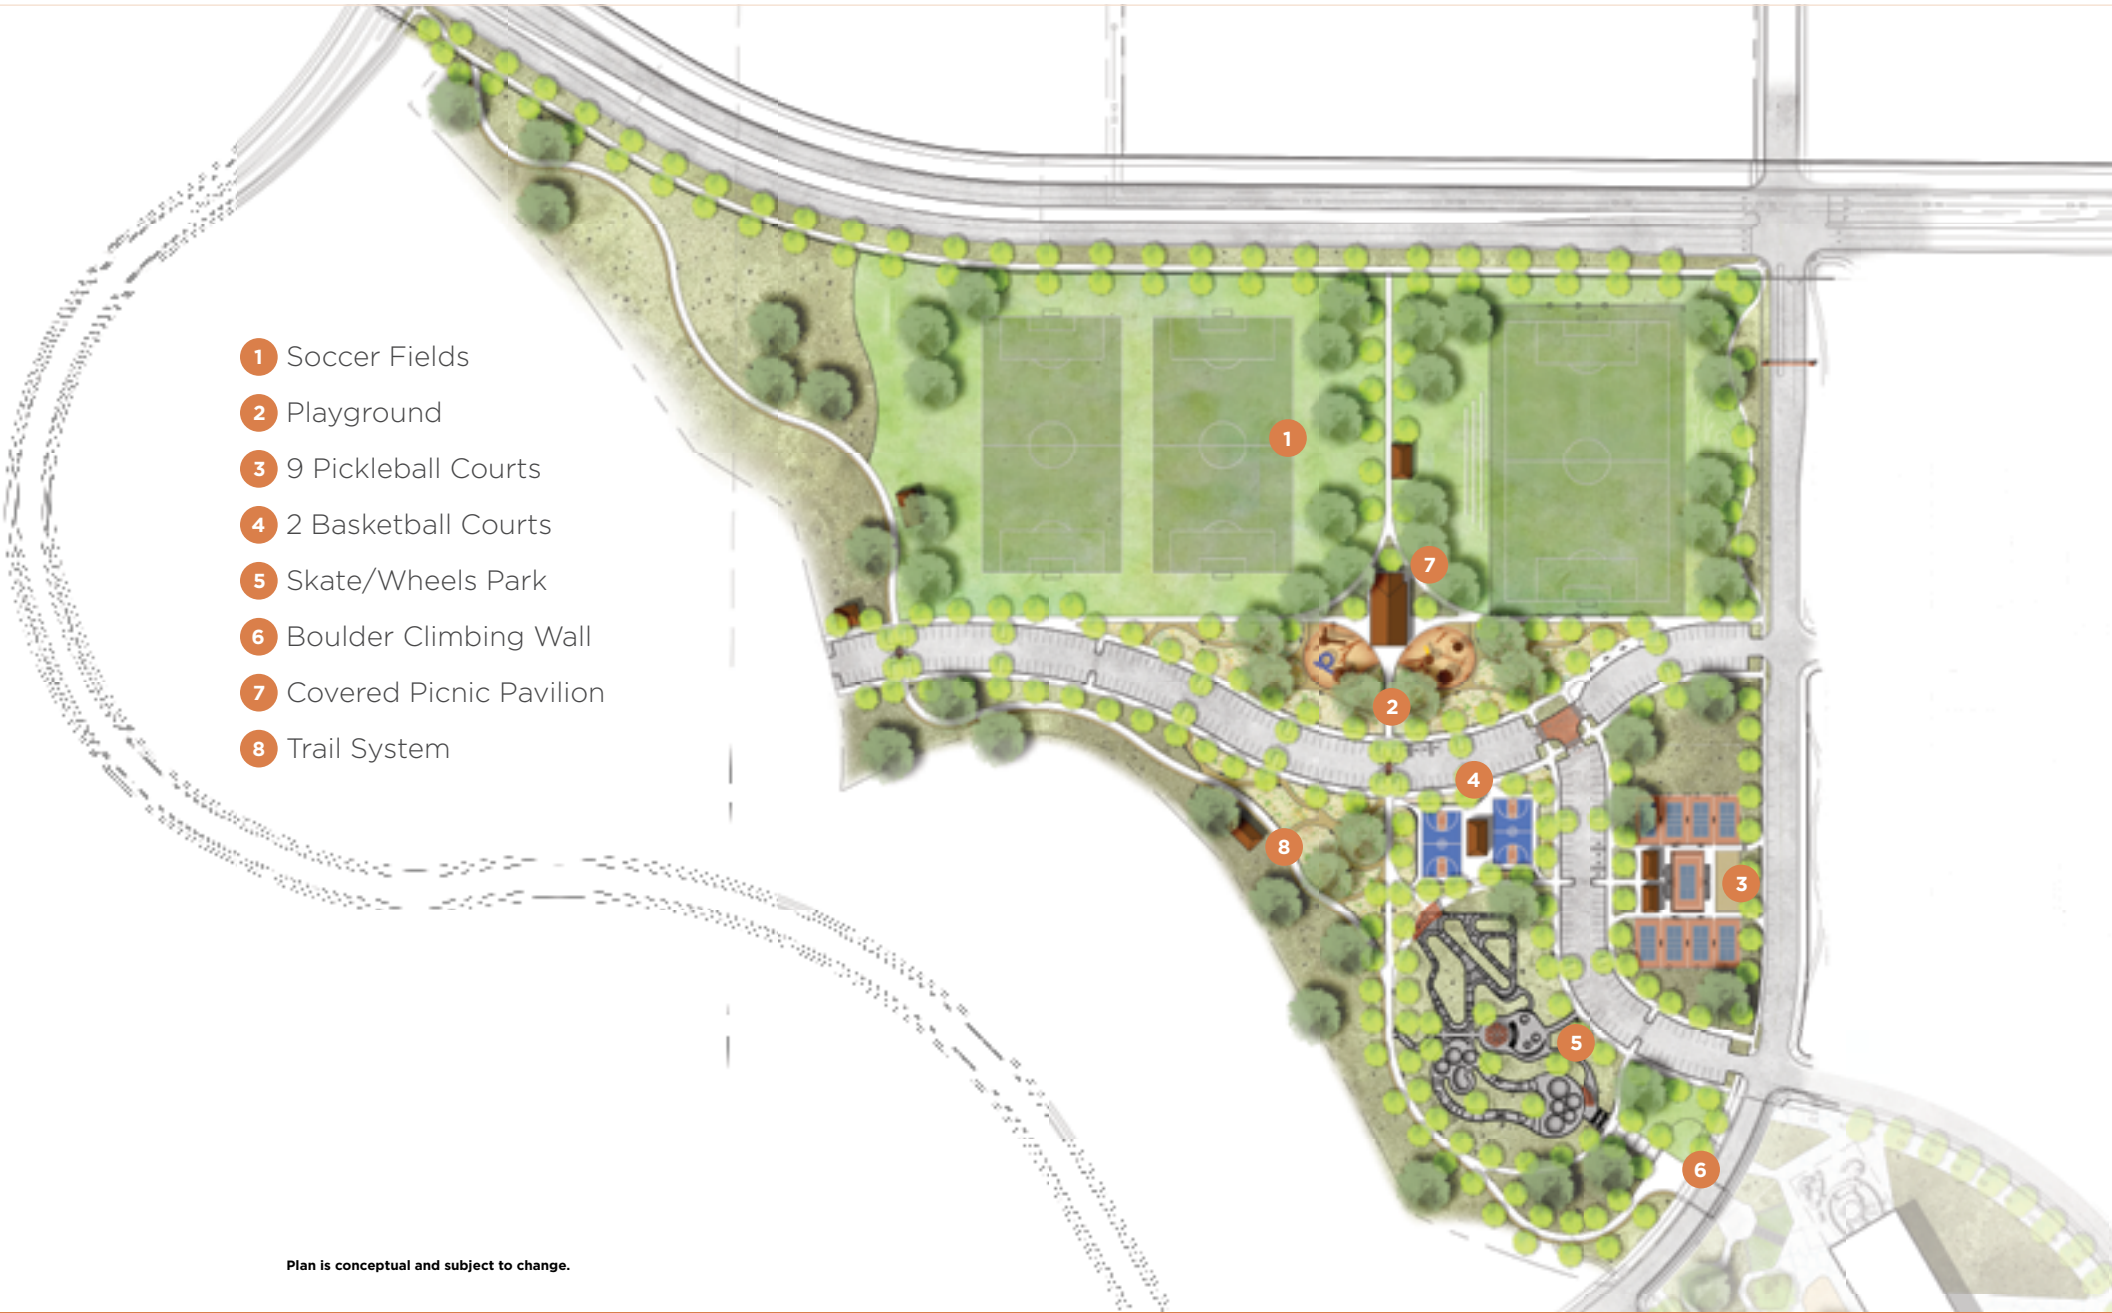 1 Soccer Fields
2 Playground
3 9 Pickleball Courts
4 2 Basketball Courts
5 Skate/Wheels Park
6 Boulder Climbing Wall
7 Covered Picnic Pavilion
8 Trail System
1
7
2
4
8
3
5
6
Plan is conceptual and subject to change.